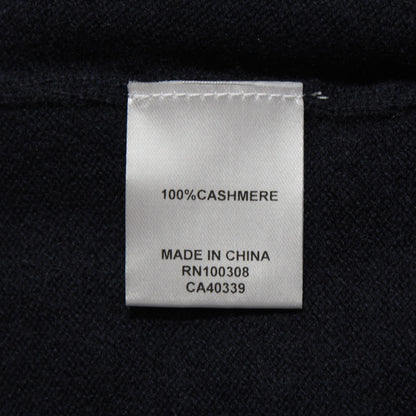 100%CASHMERE
MADE IN CHINA
RN100308
CA40339